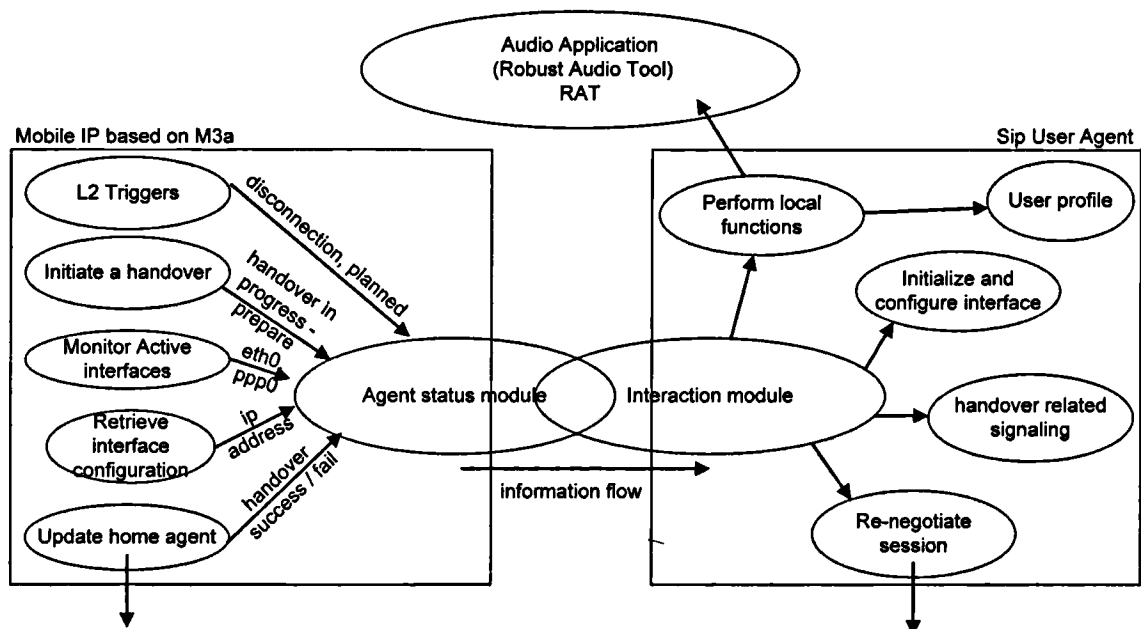 Audio Application
(Robust Audio Tool)
RAT
Mobile IP based on M3a
Sip User Agent
L2 Triggers
disconnection, planned
Initiate a handover
handover in
progress -
prepare
Monitor Active
interfaces
eth0
ppp0
Retrieve
interface
configuration
ip
address
Update home agent
handover
success / fail
Agent status module
Interaction module
information flow
Perform local
functions
User profile
Initialize and
configure interface
handover related
signaling
Re-negotiate
session